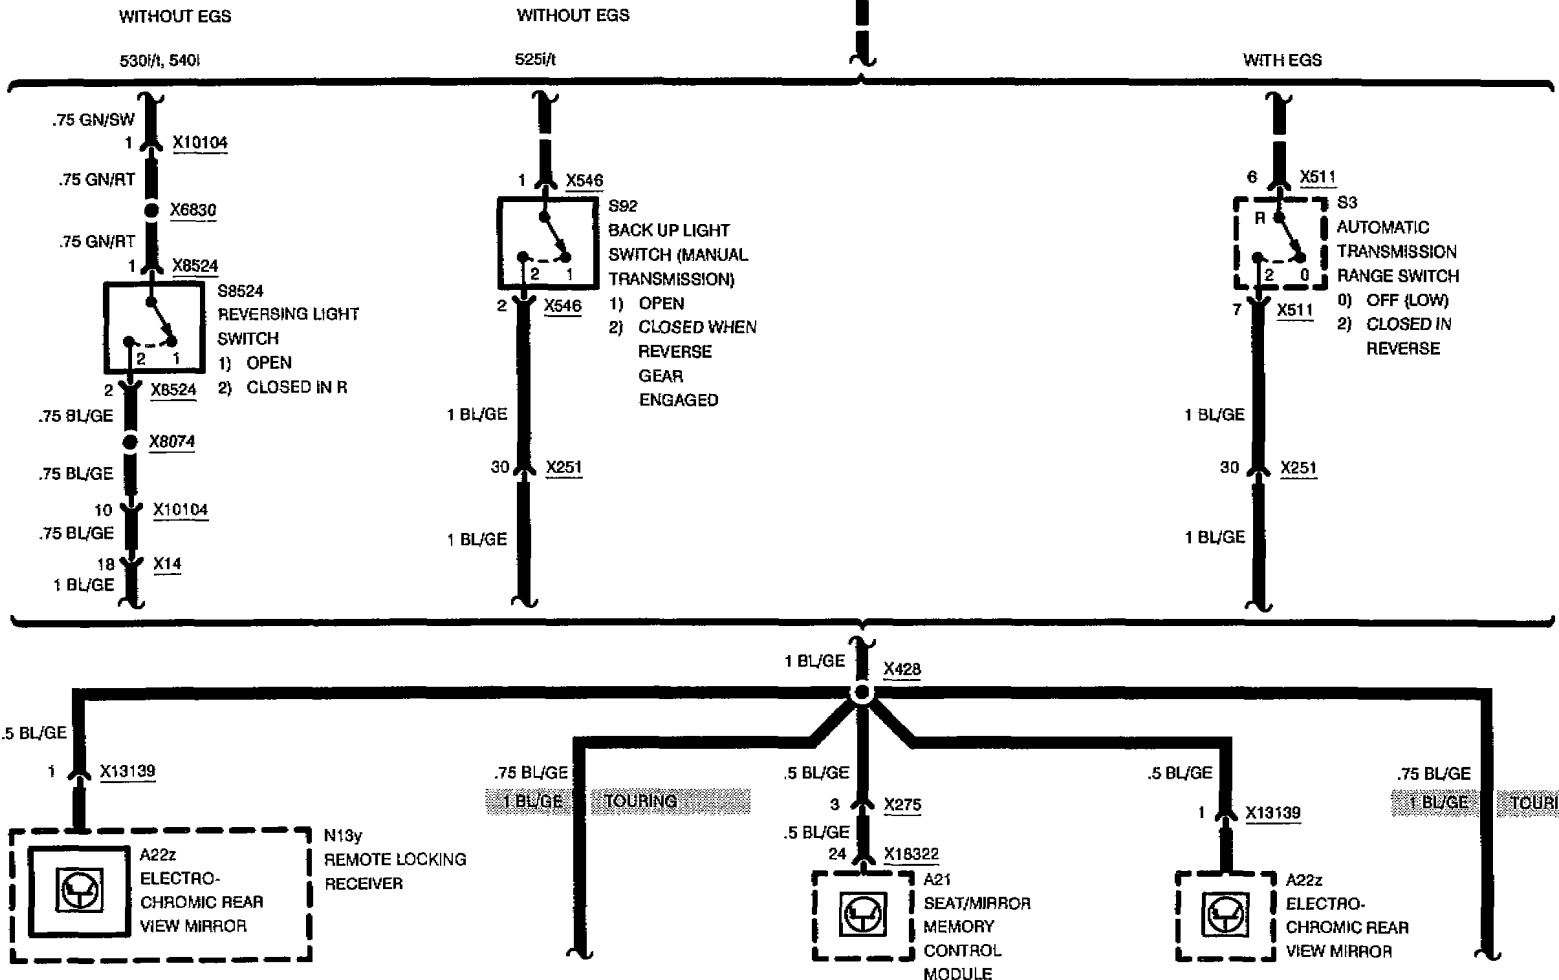 WITHOUT EGS
530i/t, 540i
WITHOUT EGS
525i/t
WITH EGS
.75 GN/SW
1 X10104
.75 GN/RT
X6830
.75 GN/RT
1 X8524
S8524
REVERSING LIGHT
SWITCH
1) OPEN
2) CLOSED IN R
2 1
2 X8524
.75 BL/GE
X8074
.75 BL/GE
10 X10104
.75 BL/GE
18 X14
1 BL/GE
1 X546
S92
BACK UP LIGHT
SWITCH (MANUAL
TRANSMISSION)
1) OPEN
2) CLOSED WHEN
REVERSE
GEAR
ENGAGED
2 1
2 X546
1 BL/GE
30 X251
1 BL/GE
6 X511
S3
AUTOMATIC
TRANSMISSION
RANGE SWITCH
0) OFF (LOW)
2) CLOSED IN
REVERSE
R
2 0
7 X511
1 BL/GE
30 X251
1 BL/GE
1 BL/GE X428
.5 BL/GE
1 X13139
N13y
REMOTE LOCKING
RECEIVER
A22z
ELECTRO-
CHROMIC REAR
VIEW MIRROR
.75 BL/GE
1 BL/GE TOURING
.5 BL/GE
3 X275
.5 BL/GE
24 X18322
A21
SEAT/MIRROR
MEMORY
CONTROL
MODULE
.5 BL/GE
1 X13139
A22z
ELECTRO-
CHROMIC REAR
VIEW MIRROR
.75 BL/GE
1 BL/GE TOURI